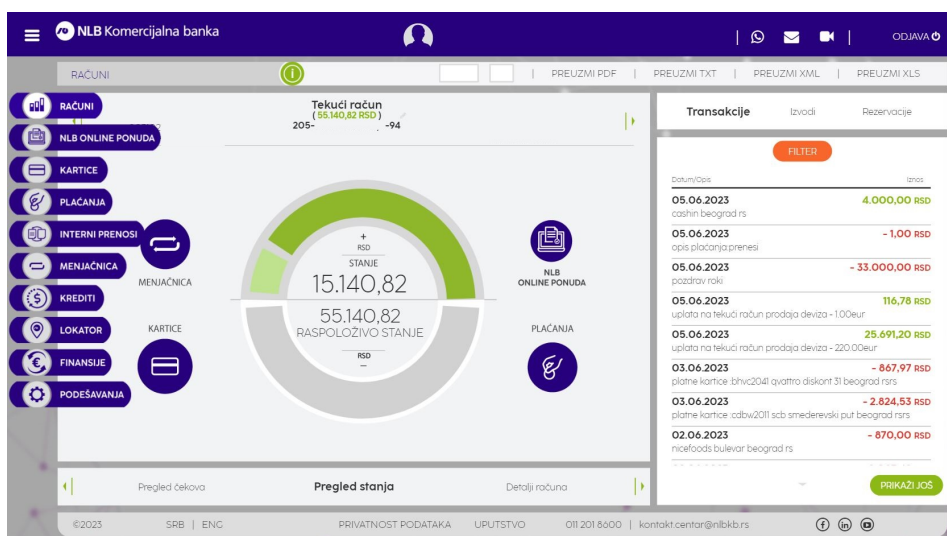 NLB Komercijalna banka
ODJAVA
RAČUNI
PREUZMI PDF | PREUZMI TXT | PREUZMI XML | PREUZMI XLS
RAČUNI
NLB ONLINE PONUDA
KARTICE
PLAĆANJA
INTERNI PRENOSI
MENJAČNICA
KREDITI
LOKATOR
FINANSIJE
PODEŠAVANJA
Tekući račun
(55.140,82 RSD)
205- -94
MENJAČNICA
KARTICE
+
RSD
STANJE
15.140,82
55.140,82
RASPOLOŽIVO STANJE
RSD
–
NLB
ONLINE PONUDA
PLAĆANJA
Pregled čekova
Pregled stanja
Detalji računa
Transakcije Izvodi Rezervacije
FILTER
Datum/Opis Iznos
05.06.2023 4.000,00 RSD
cashin beograd rs
05.06.2023 - 1,00 RSD
opis plaćanja:prenesi
05.06.2023 - 33.000,00 RSD
pozdrav roki
05.06.2023 116,78 RSD
uplata na tekući račun prodaja deviza - 1.00eur
05.06.2023 25.691,20 RSD
uplata na tekući račun prodaja deviza - 220.00eur
03.06.2023 - 867,97 RSD
platne kartice :bhvc2041 qvattro diskont 31 beograd rsrs
03.06.2023 - 2.824,53 RSD
platne kartice :cdbw2011 scb smederevski put beograd rsrs
02.06.2023 - 870,00 RSD
nicefoods bulevar beograd rs
PRIKAŽI JOŠ
©2023 SRB | ENG PRIVATNOST PODATAKA UPUTSTVO 011 201 8600 | kontakt.centar@nlbkb.rs